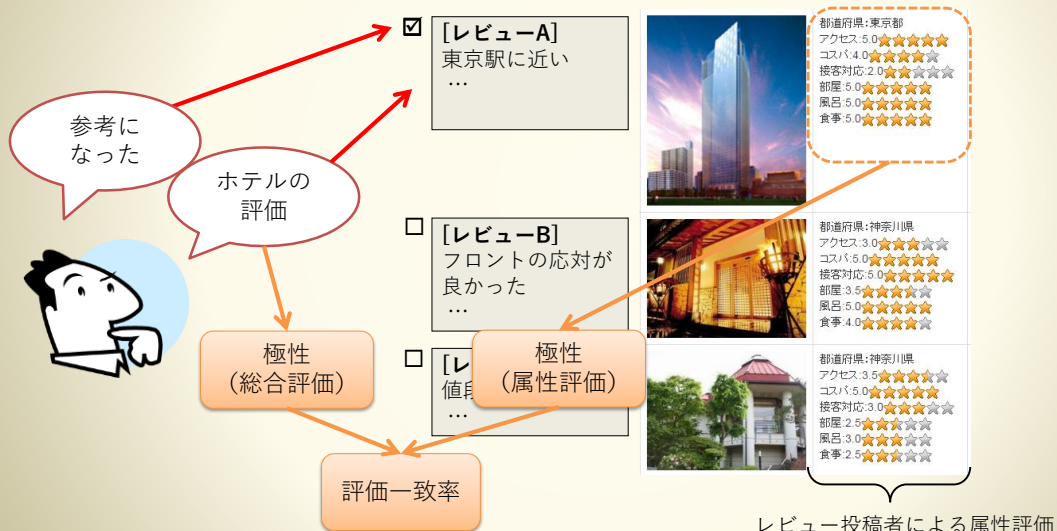 参考に
なった
ホテルの
評価
☑
[レビューA]
東京駅に近い
…
都道府県:東京都
アクセス:5.0★★★★★
コスパ:4.0★★★★☆
接客対応:2.0★★☆☆☆
部屋:5.0★★★★★
風呂:5.0★★★★★
食事:5.0★★★★★
☐
[レビューB]
フロントの応対が
良かった
…
都道府県:神奈川県
アクセス:3.0★★★☆☆
コスパ:5.0★★★★★
接客対応:5.0★★★★★
部屋:3.5
風呂:5.0★★★★★
食事:4.0★★★★☆
☐
[レ
値段
…
都道府県:神奈川県
アクセス:3.5
コスパ:5.0★★★★★
接客対応:3.0★★★☆☆
部屋:2.5
風呂:3.0★★★☆☆
食事:2.5
極性
（総合評価）
極性
（属性評価）
評価一致率
レビュー投稿者による属性評価